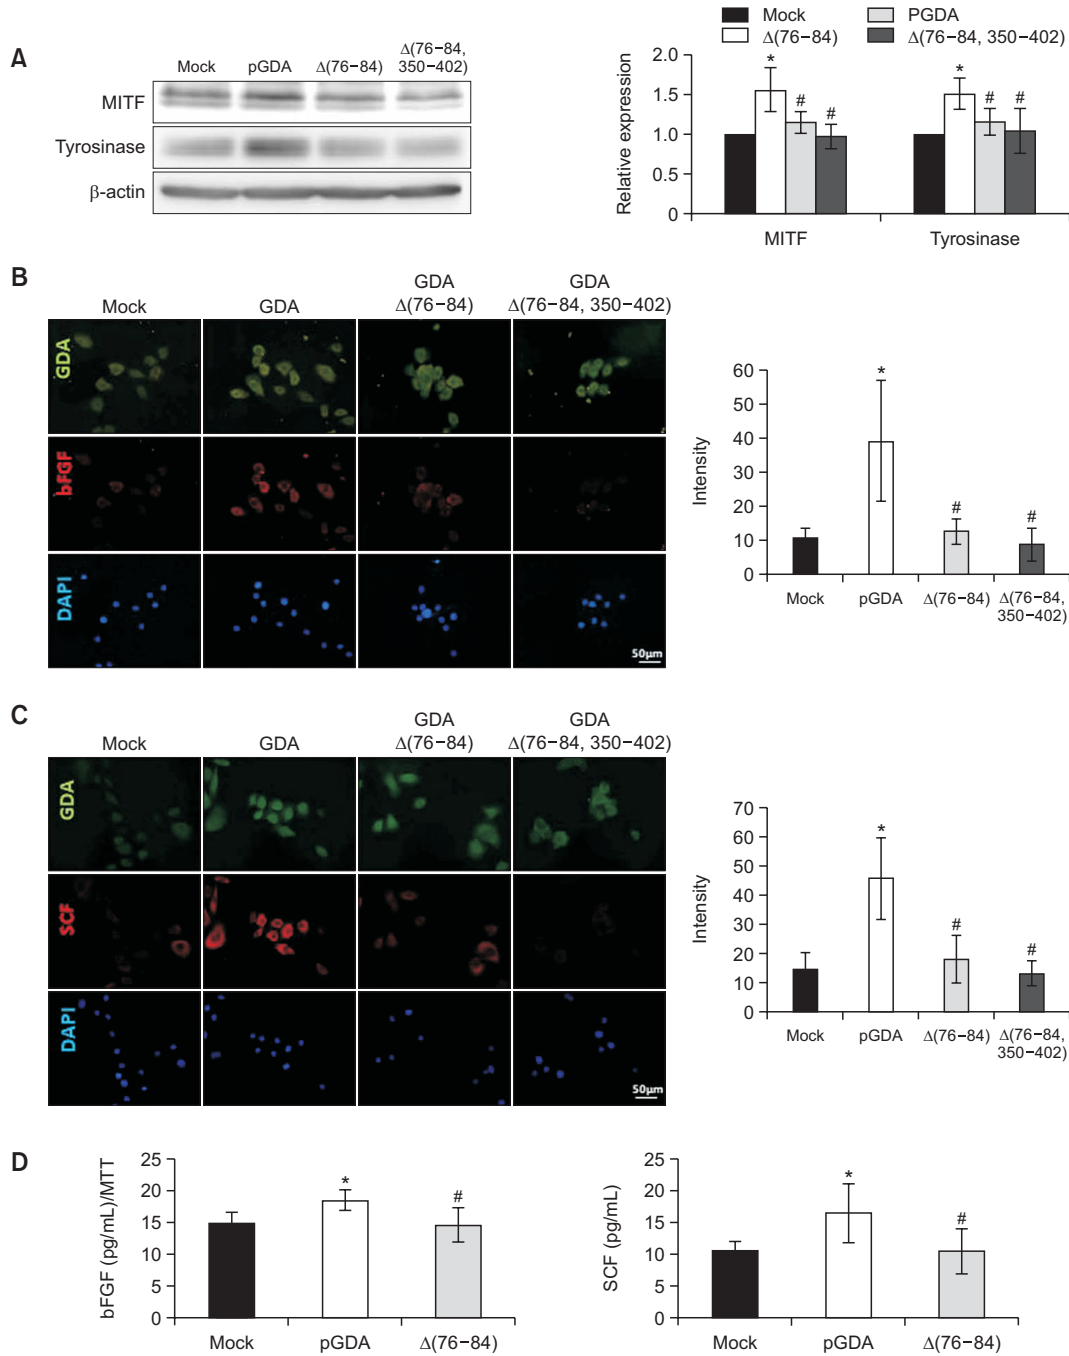 A
Mock pGDA Δ(76−84) Δ(76−84, 350−402)
MITF
Tyrosinase
β-actin
Mock PGDA
Δ(76−84) Δ(76−84, 350−402)
Relative expression
2.0
1.5
1.0
0.5
0
* # #
* # #
MITF Tyrosinase
B
Mock GDA GDA Δ(76−84) GDA Δ(76−84, 350−402)
GDA
bFGF
DAPI
50µm
Intensity
60
50
40
30
20
10
0
* # #
Mock pGDA Δ(76−84) Δ(76−84, 350−402)
C
Mock GDA GDA Δ(76−84) GDA Δ(76−84, 350−402)
GDA
SCF
DAPI
50µm
Intensity
70
60
50
40
30
20
10
0
* # #
Mock pGDA Δ(76−84) Δ(76−84, 350−402)
D
bFGF (pg/mL)/MTT
25
20
15
10
5
0
* #
Mock pGDA Δ(76−84)
SCF (pg/mL)
25
20
15
10
5
0
* #
Mock pGDA Δ(76−84)